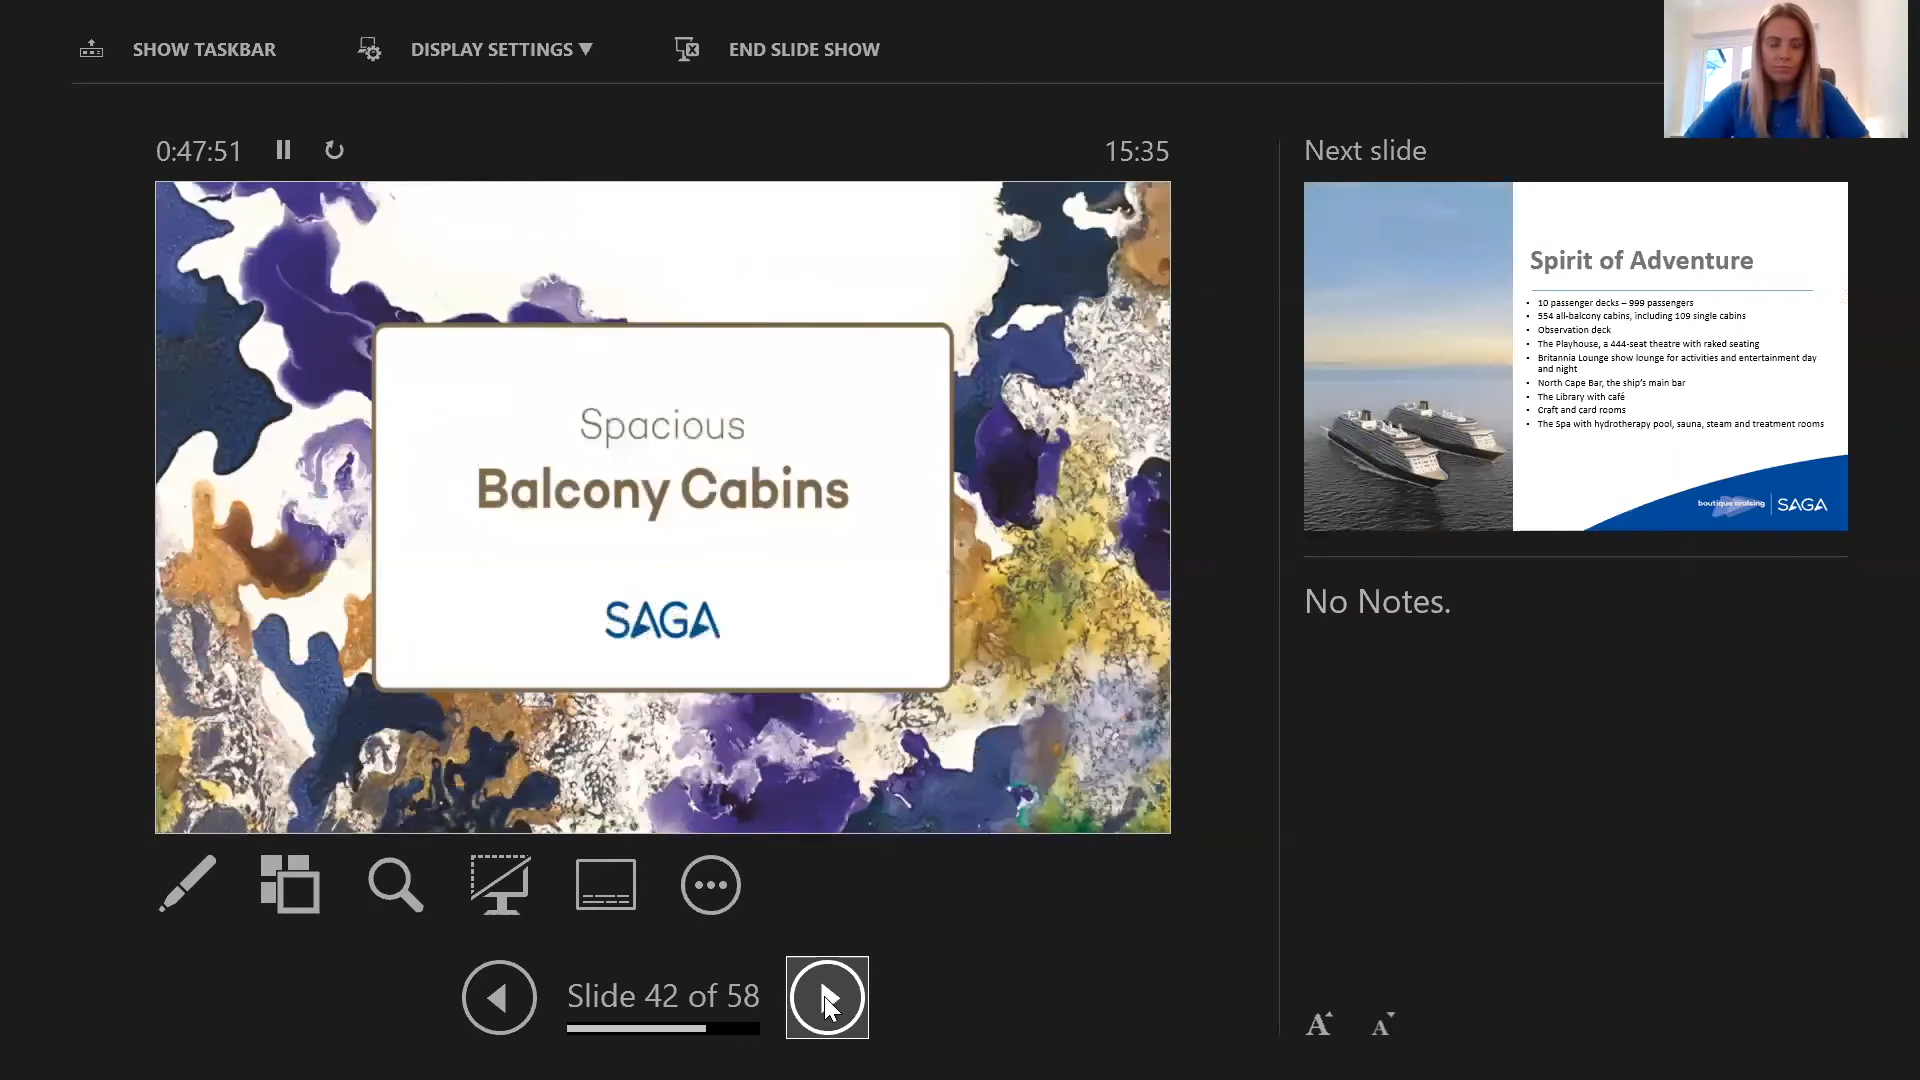 SHOW TASKBAR
DISPLAY SETTINGS ▼
END SLIDE SHOW
0:47:51
15:35
Next slide
Spacious
Balcony Cabins
SAGA
Spirit of Adventure
• 10 passenger decks – 999 passengers
• 554 all-balcony cabins, including 109 single cabins
• Observation deck
• The Playhouse, a 444-seat theatre with raked seating
• Britannia Lounge show lounge for activities and entertainment day
and night
• North Cape Bar, the ship's main bar
• The Library with café
• Craft and card rooms
• The Spa with hydrotherapy pool, sauna, steam and treatment rooms
boutique cruising | SAGA
No Notes.
Slide 42 of 58
A A